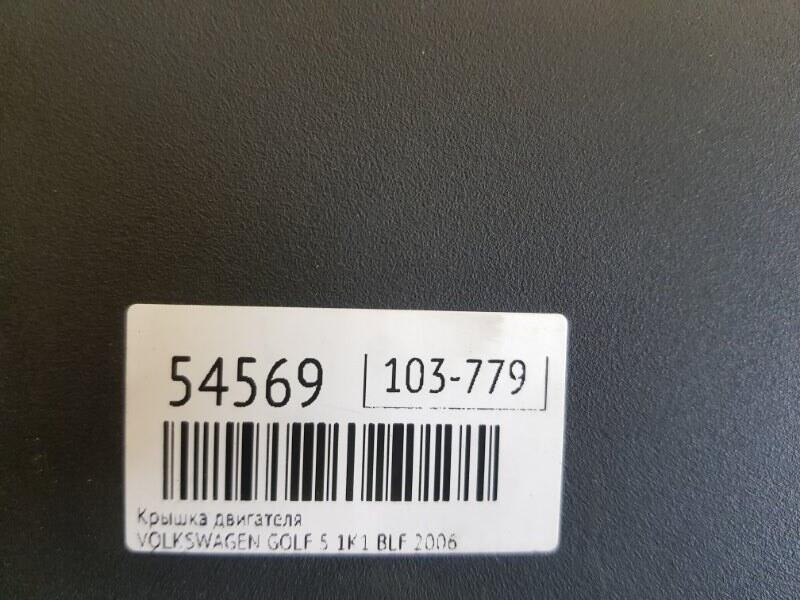 54569 103-779
Крышка двигателя
VOLKSWAGEN GOLF 5 1K1 BLF 2006